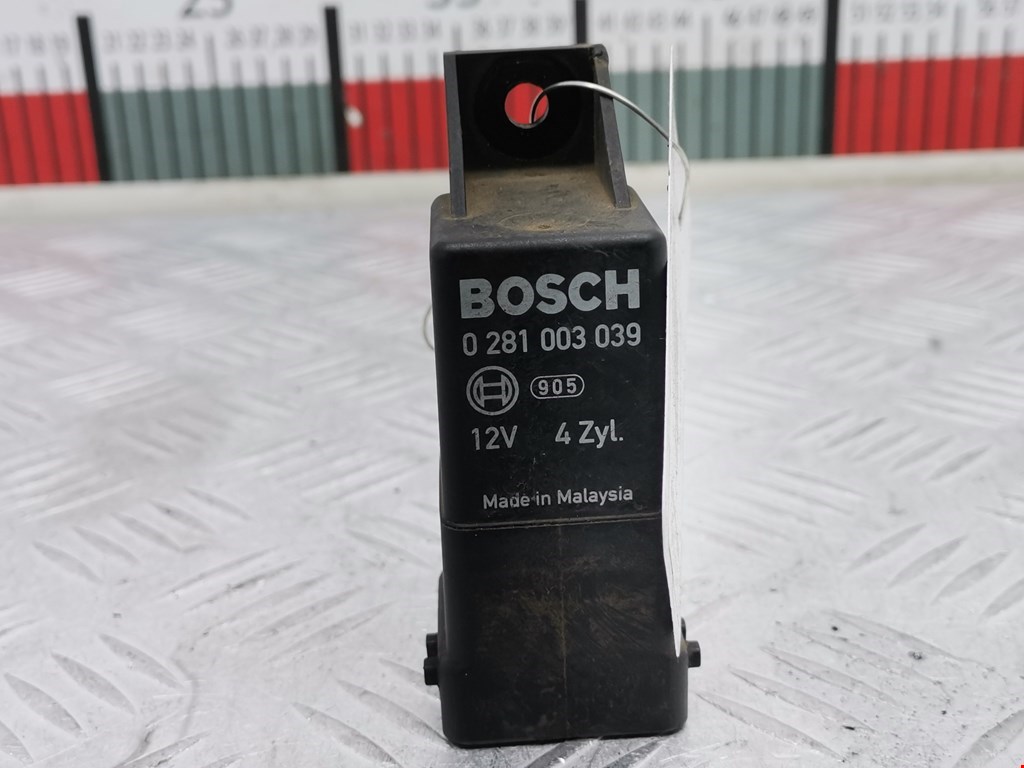 BOSCH
0 281 003 039
905
12V 4 Zyl.
Made in Malaysia